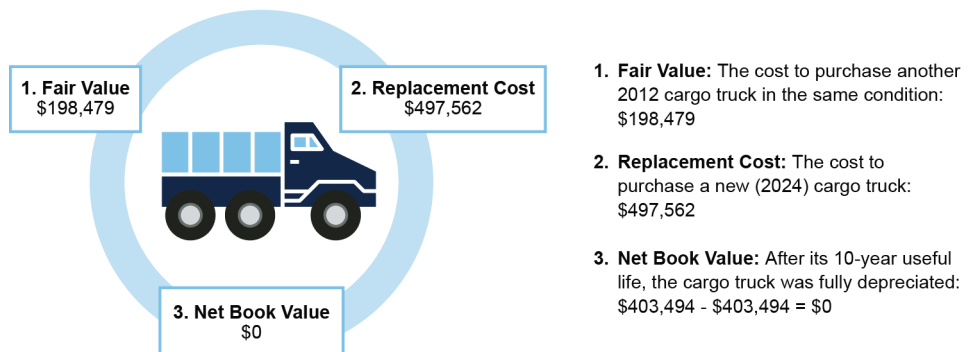 1. Fair Value
$198,479
2. Replacement Cost
$497,562
3. Net Book Value
$0
1. Fair Value: The cost to purchase another
2012 cargo truck in the same condition:
$198,479
2. Replacement Cost: The cost to
purchase a new (2024) cargo truck:
$497,562
3. Net Book Value: After its 10-year useful
life, the cargo truck was fully depreciated:
$403,494 - $403,494 = $0